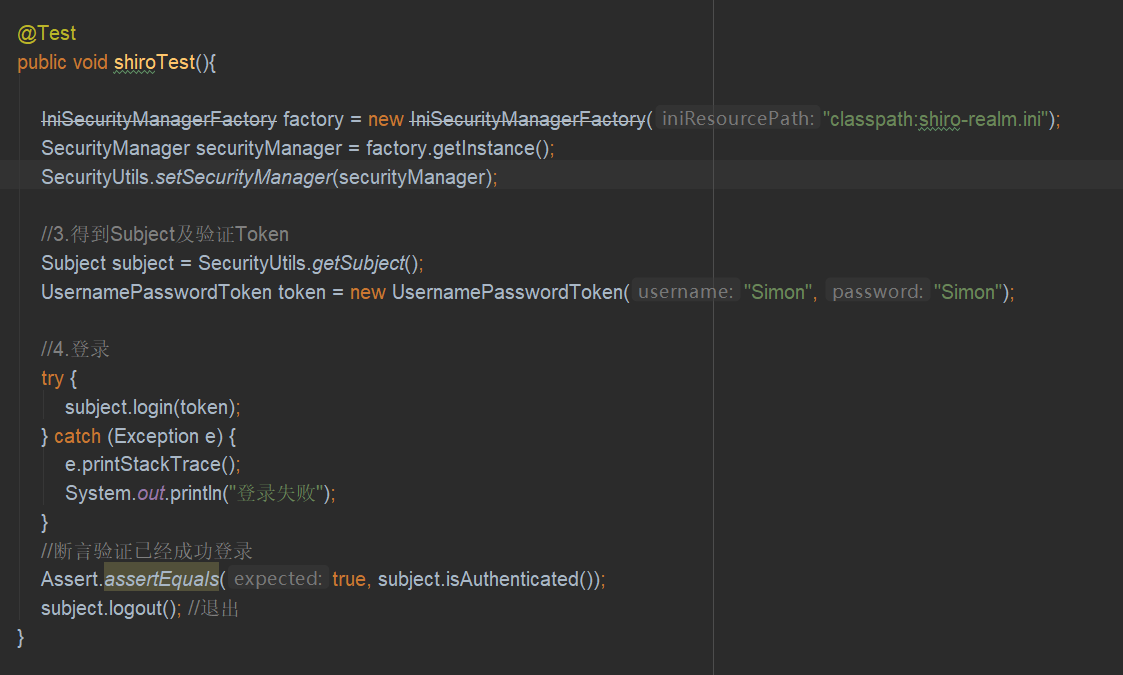 @Test
public void shiroTest(){
IniSecurityManagerFactory factory = new IniSecurityManagerFactory( iniResourcePath: "classpath:shiro-realm.ini");
SecurityManager securityManager = factory.getInstance();
SecurityUtils.setSecurityManager(securityManager);
//3.得到Subject及验证Token
Subject subject = SecurityUtils.getSubject();
UsernamePasswordToken token = new UsernamePasswordToken( username: "Simon", password: "Simon");
//4.登录
try {
subject.login(token);
} catch (Exception e) {
e.printStackTrace();
System.out.println("登录失败");
}
//断言验证已经成功登录
Assert.assertEquals( expected: true, subject.isAuthenticated());
subject.logout(); //退出
}